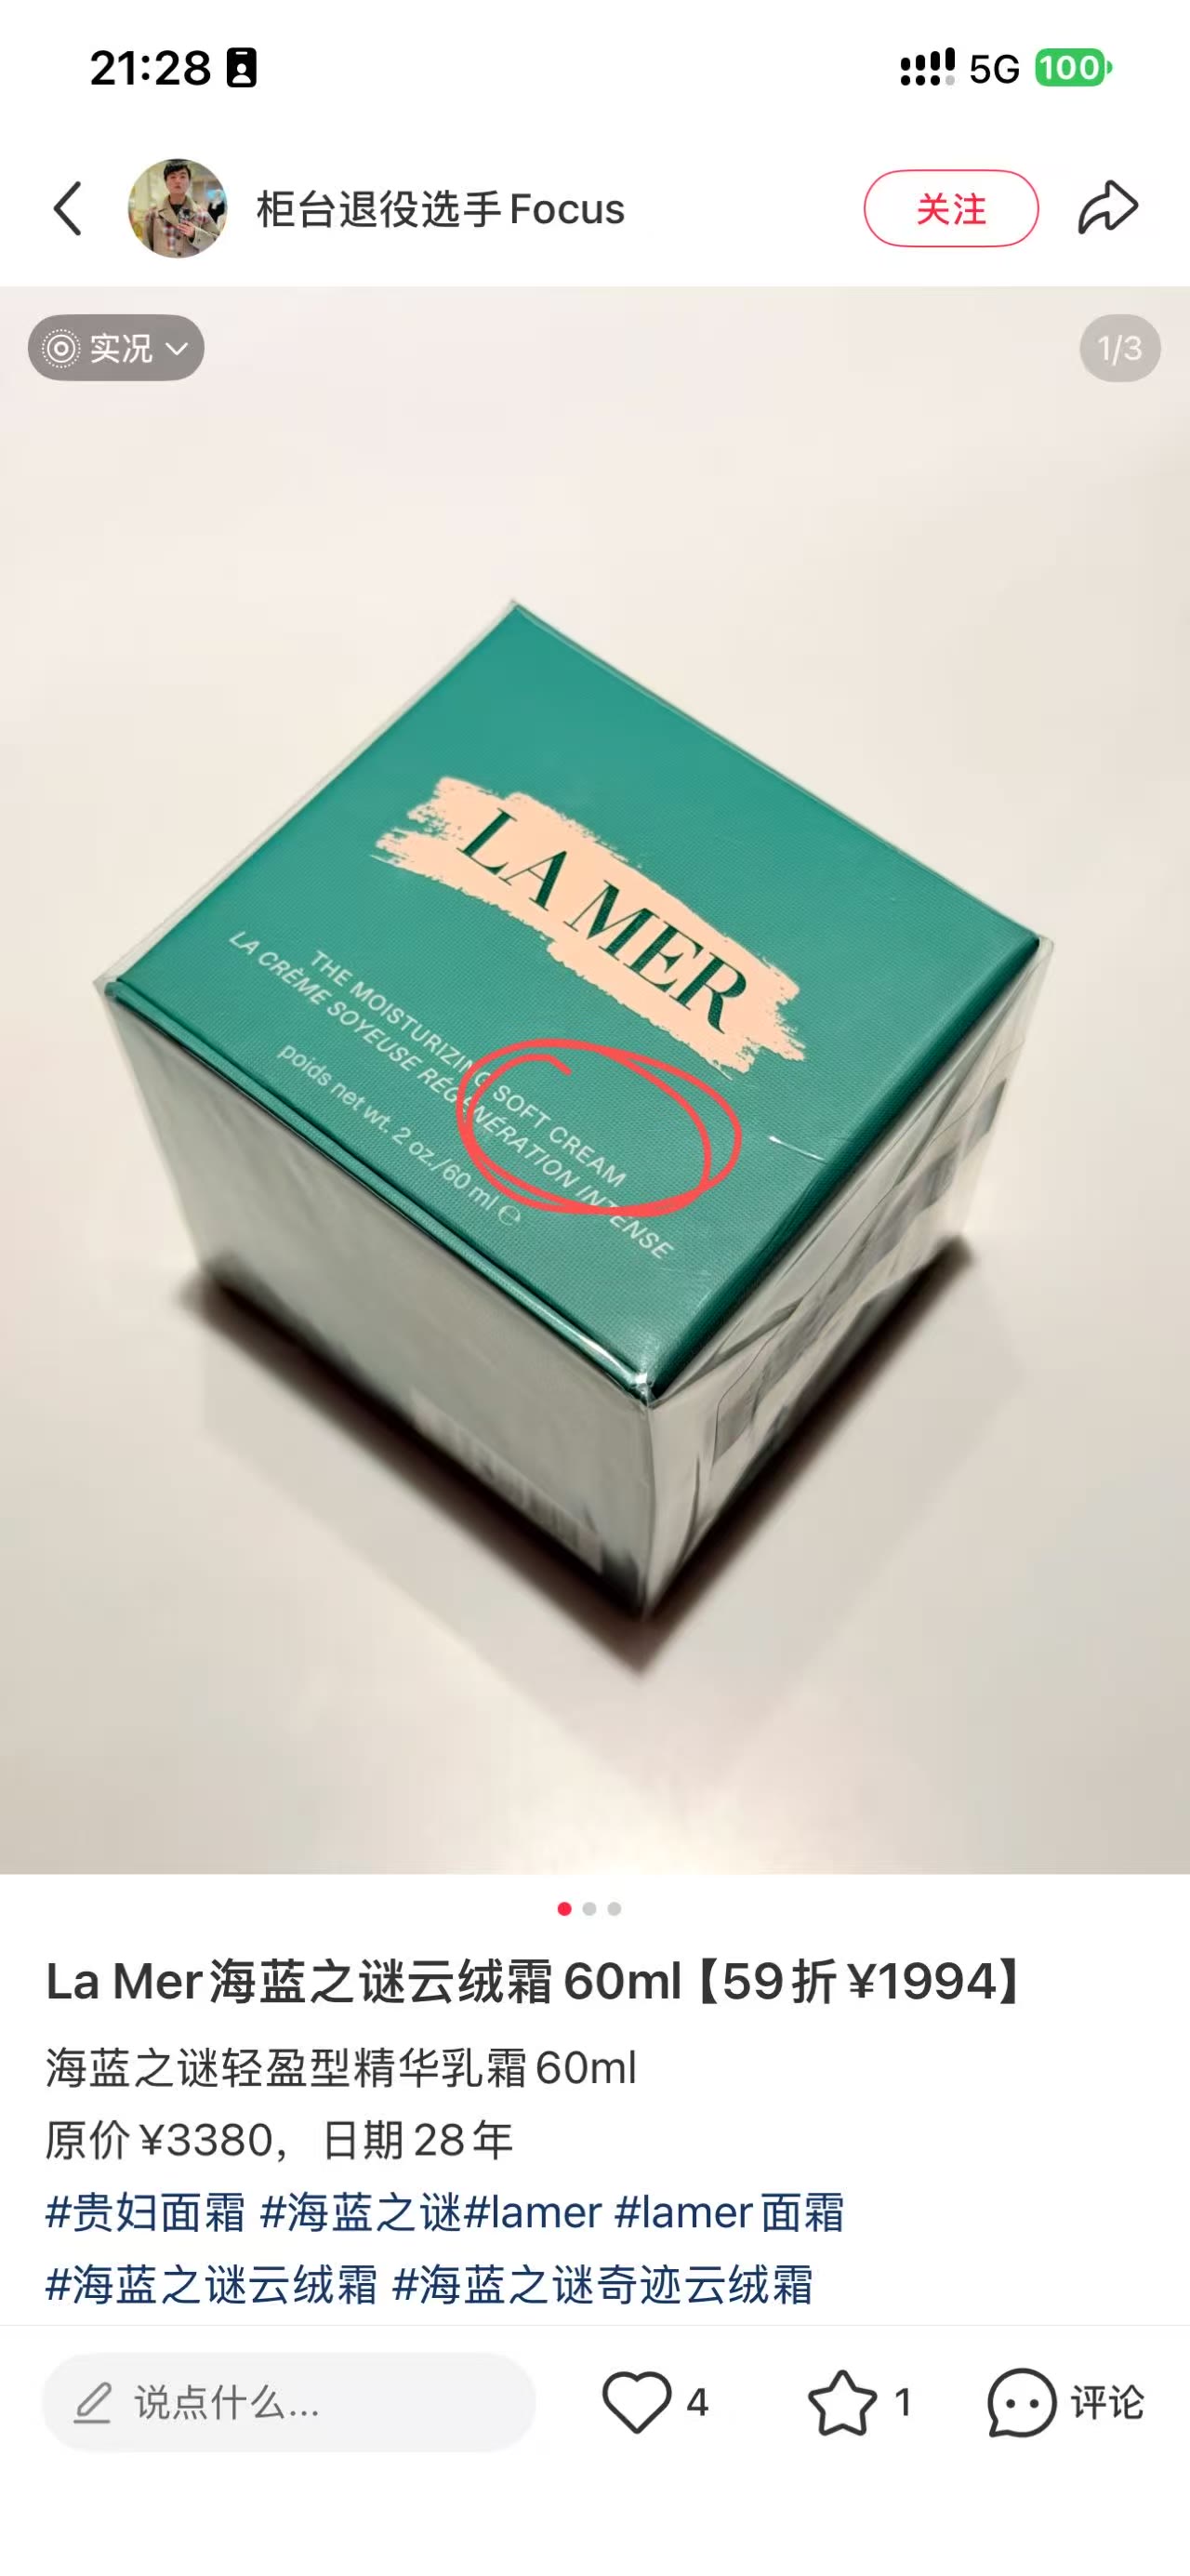 21:28
5G 100
柜台退役选手Focus
关注
实况
1/3
LA MER
THE MOISTURIZING SOFT CREAM
LA CRÈME SOYEUSE RÉGÉNÉRATION INTENSE
poids net wt. 2 oz./60 ml ℮
La Mer海蓝之谜云绒霜60ml【59折¥1994】
海蓝之谜轻盈型精华乳霜60ml
原价¥3380，日期28年
#贵妇面霜 #海蓝之谜#lamer #lamer面霜
#海蓝之谜云绒霜 #海蓝之谜奇迹云绒霜
说点什么...
4
1
评论